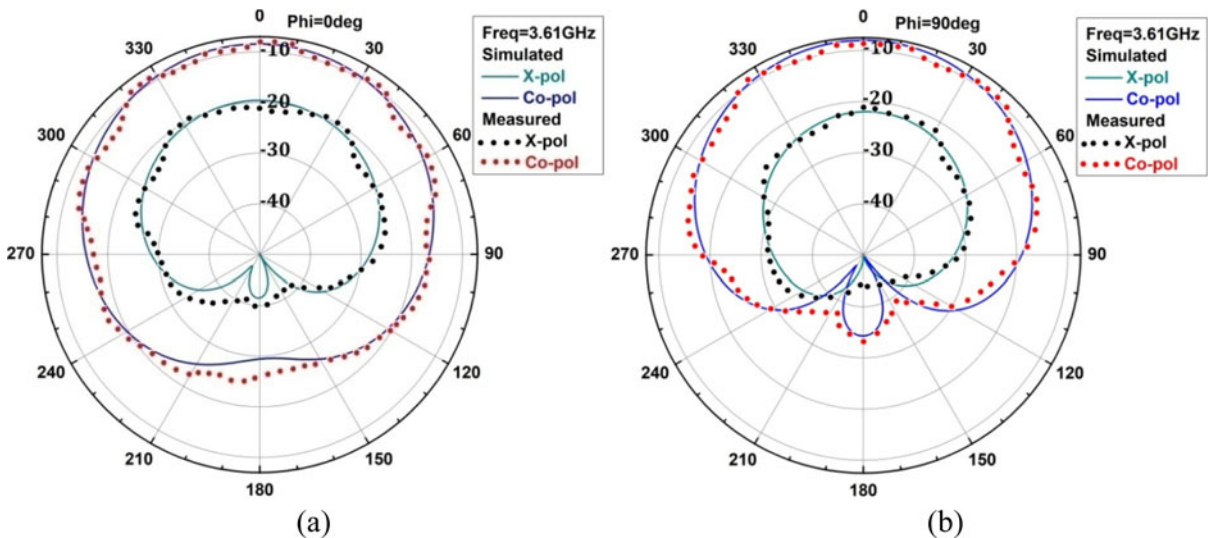 0
Phi=0deg
330
30
-10
-20
-30
-40
300
60
270
90
240
120
210
150
180
Freq=3.61GHz
Simulated
X-pol
Co-pol
Measured
X-pol
Co-pol
(a)
0
Phi=90deg
330
30
-10
-20
-30
-40
300
60
270
90
240
120
210
150
180
Freq=3.61GHz
Simulated
X-pol
Co-pol
Measured
X-pol
Co-pol
(b)